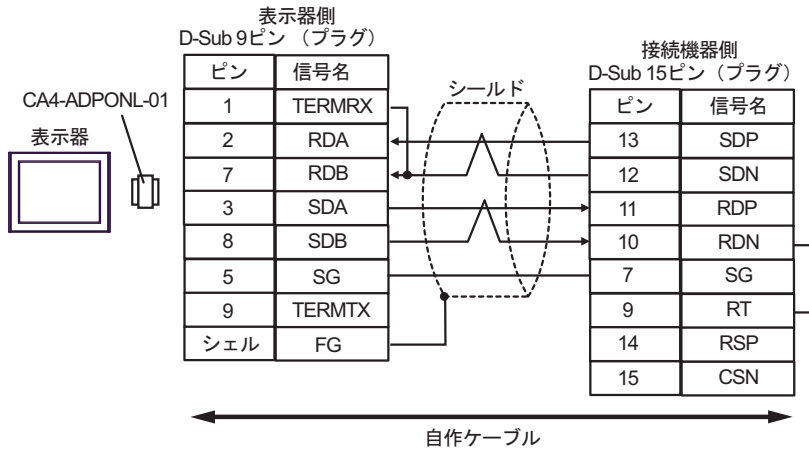 表示器側
D-Sub 9ピン （プラグ）
接続機器側
D-Sub 15ピン（プラグ）
CA4-ADPONL-01
表示器
シールド
ピン 信号名
1 TERMRX
2 RDA
7 RDB
3 SDA
8 SDB
5 SG
9 TERMTX
シェル FG
ピン 信号名
13 SDP
12 SDN
11 RDP
10 RDN
7 SG
9 RT
14 RSP
15 CSN
自作ケーブル